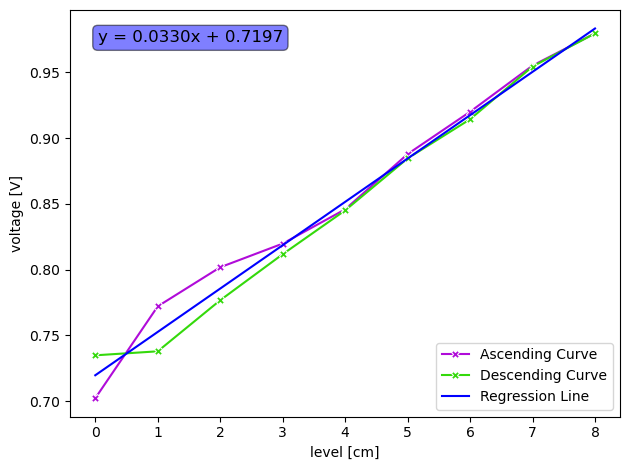 y = 0.0330x + 0.7197
0.95
0.90
0.85
0.80
0.75
0.70
voltage [V]
0 1 2 3 4 5 6 7 8
level [cm]
Ascending Curve
Descending Curve
Regression Line